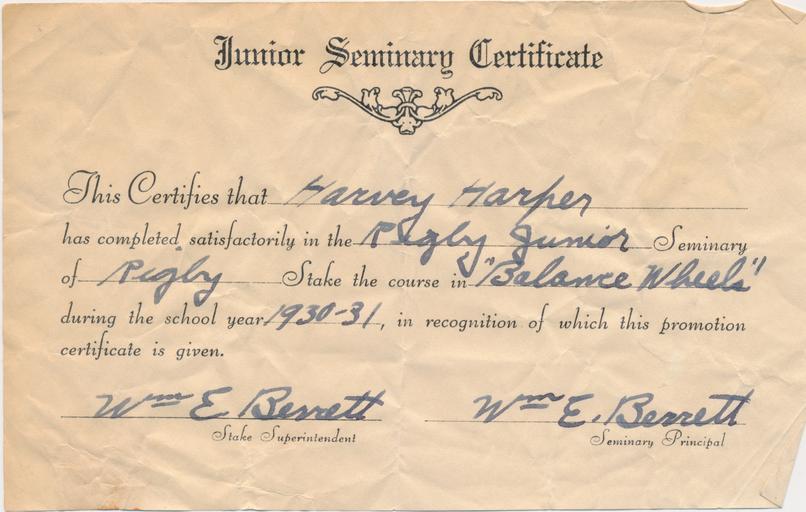 Junior Seminary Certificate
This Certifies that Harvey Harper
has completed satisfactorily in the Rigby Junior Seminary
of Rigby Stake the course in "Balance Wheels"
during the school year 1930-31, in recognition of which this promotion
certificate is given.
Wm E. Berrett Wm E. Berrett
Stake Superintendent Seminary Principal